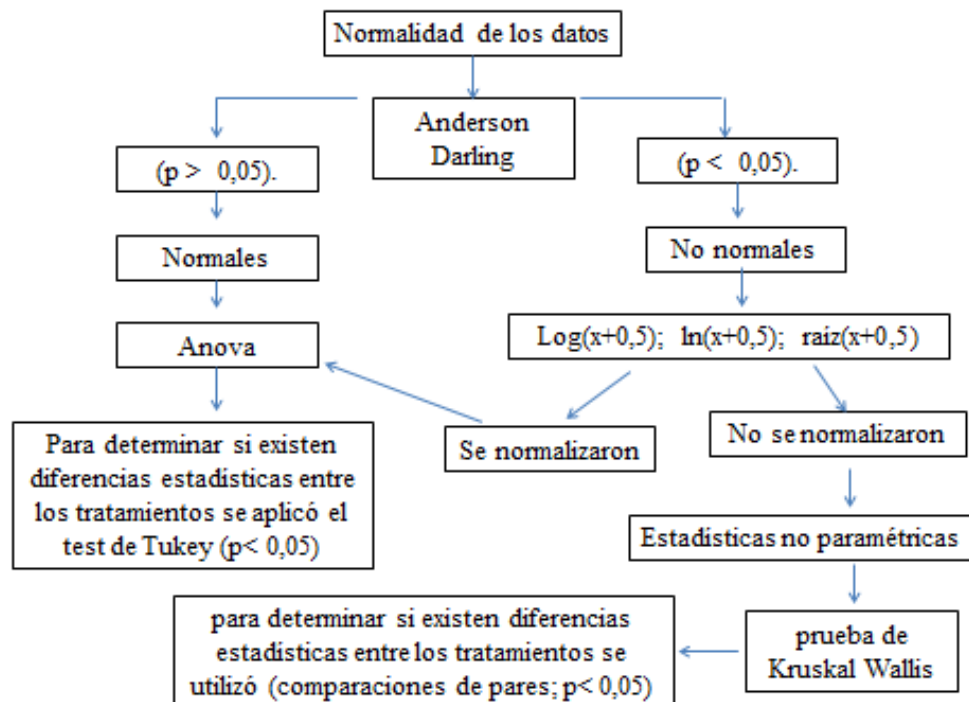 Normalidad de los datos
Anderson
Darling
(p > 0,05).
(p < 0,05).
Normales
No normales
Anova
Log(x+0,5); ln(x+0,5); raíz(x+0,5)
Para determinar si existen
diferencias estadísticas entre
los tratamientos se aplicó el
test de Tukey (p< 0,05)
Se normalizaron
No se normalizaron
Estadísticas no paramétricas
prueba de
Kruskal Wallis
para determinar si existen diferencias
estadísticas entre los tratamientos se
utilizó (comparaciones de pares; p< 0,05)